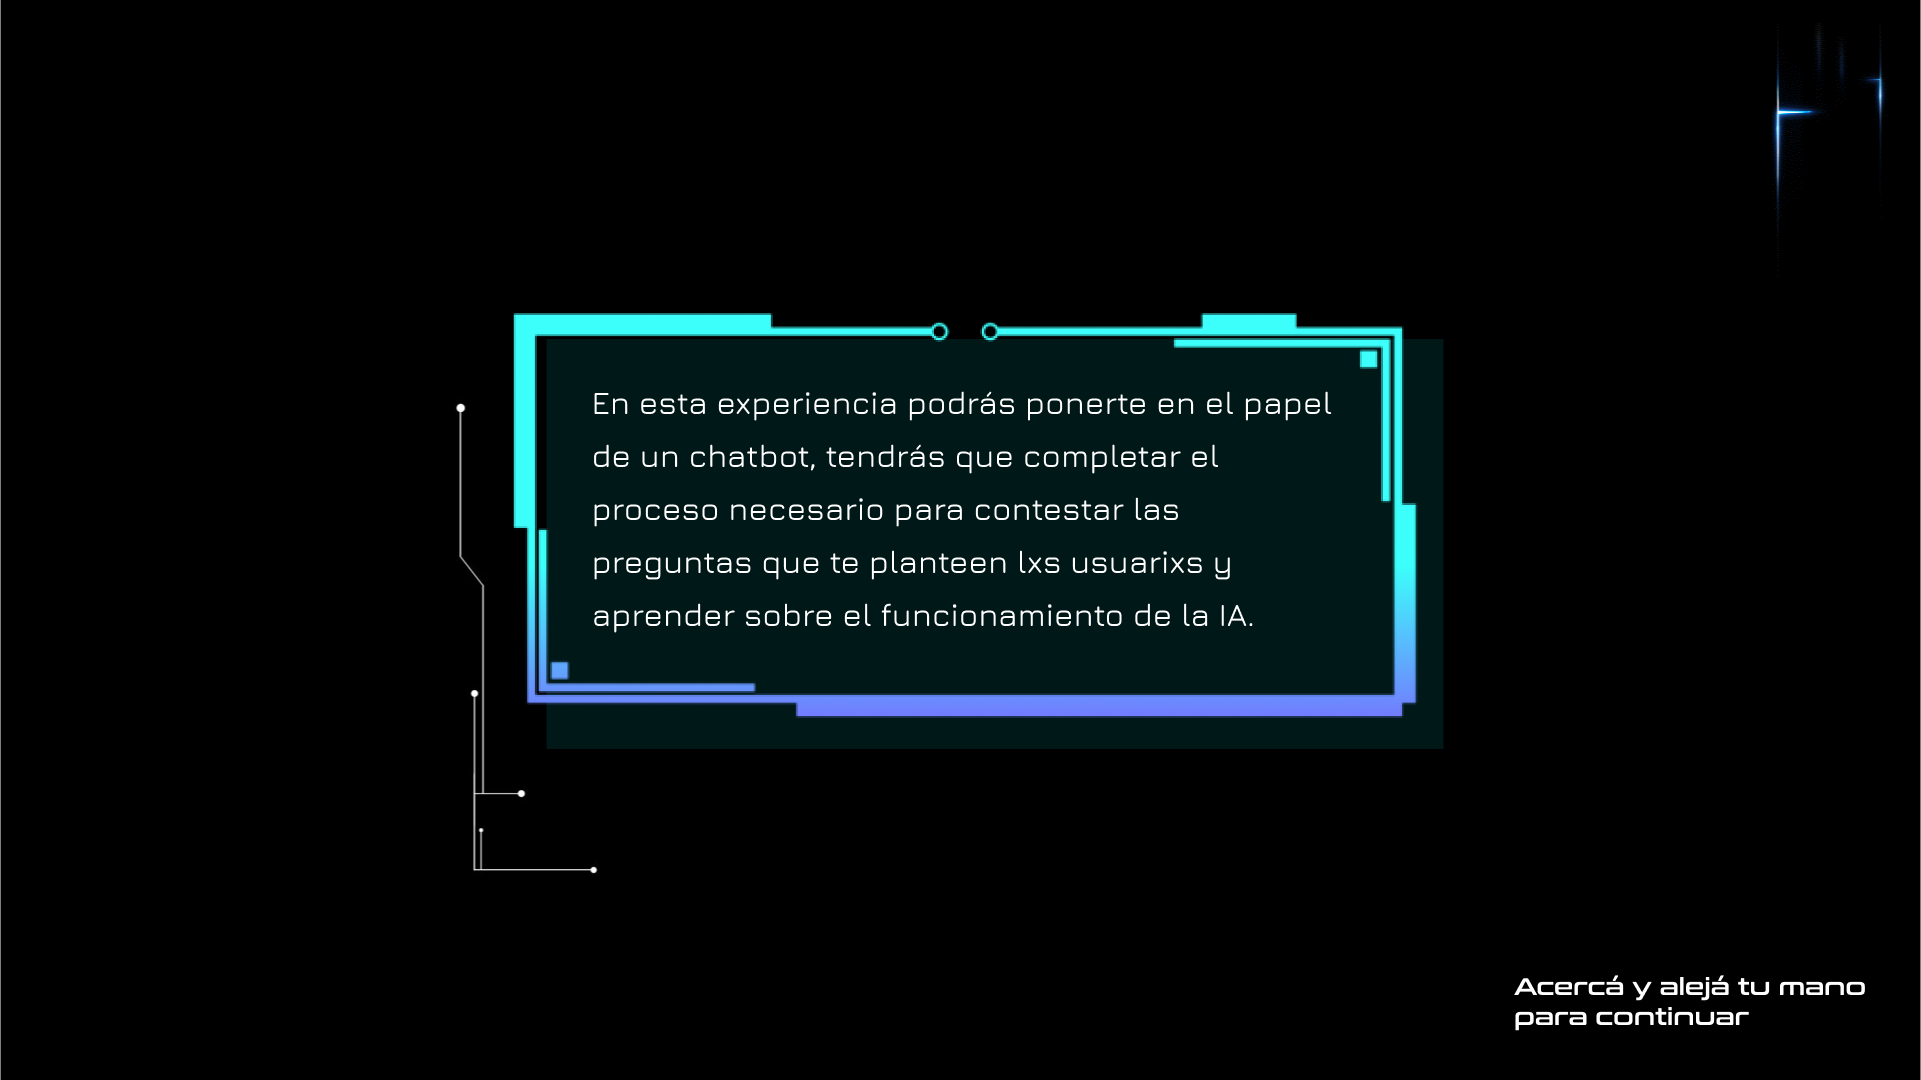 En esta experiencia podrás ponerte en el papel
de un chatbot, tendrás que completar el
proceso necesario para contestar las
preguntas que te planteen lxs usuarixs y
aprender sobre el funcionamiento de la IA.
Acercá y alejá tu mano
para continuar